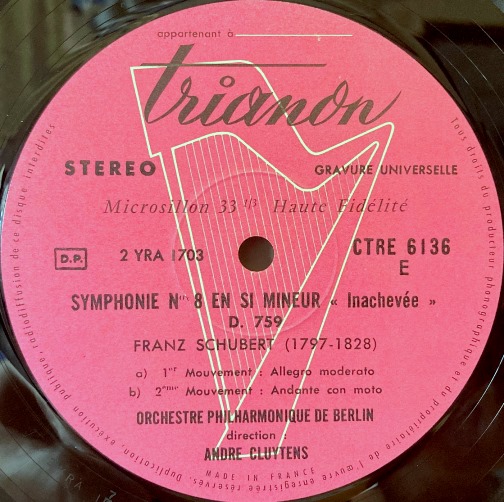 appartenant à
trianon
STEREO
GRAVURE UNIVERSELLE
Microsillon 33 1/3 Haute Fidélité
D.P.
2 YRA 1703
CTRE 6136
E
SYMPHONIE Nº 8 EN SI MINEUR « Inachevée »
D. 759
FRANZ SCHUBERT (1797-1828)
a) 1er Mouvement : Allegro moderato
b) 2ème Mouvement : Andante con moto
ORCHESTRE PHILHARMONIQUE DE BERLIN
direction :
ANDRE CLUYTENS
MADE IN FRANCE
Tous droits du producteur phonographique et du propriétaire de l'œuvre enregistrée réservés. Duplication, exécution publique, radiodiffusion de ce disque interdites